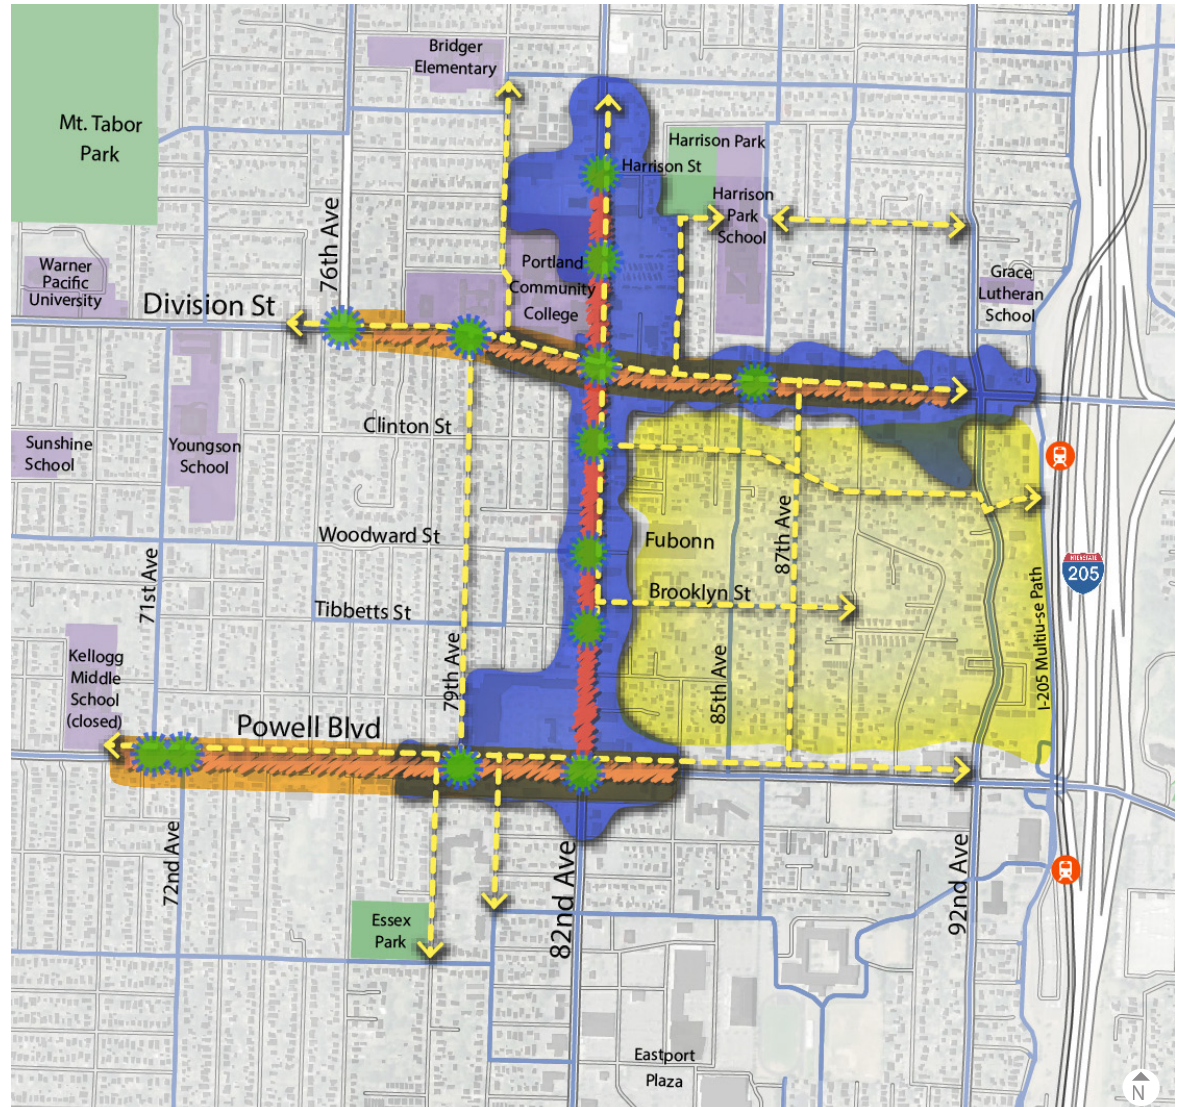 Bridger
Elementary
Mt. Tabor
Park
Harrison Park
Harrison St
Harrison
Park
School
76th Ave
Warner
Pacific
University
Portland
Community
College
Grace
Lutheran
School
Division St
Clinton St
Sunshine
School
Youngson
School
Woodward St
Fubonn
87th Ave
INTERSTATE
205
71st Ave
Tibbetts St
Brooklyn St
I-205 Multiu-se Path
Kellogg
Middle
School
(closed)
79th Ave
85th Ave
Powell Blvd
72nd Ave
82nd Ave
92nd Ave
Essex
Park
Eastport
Plaza
N